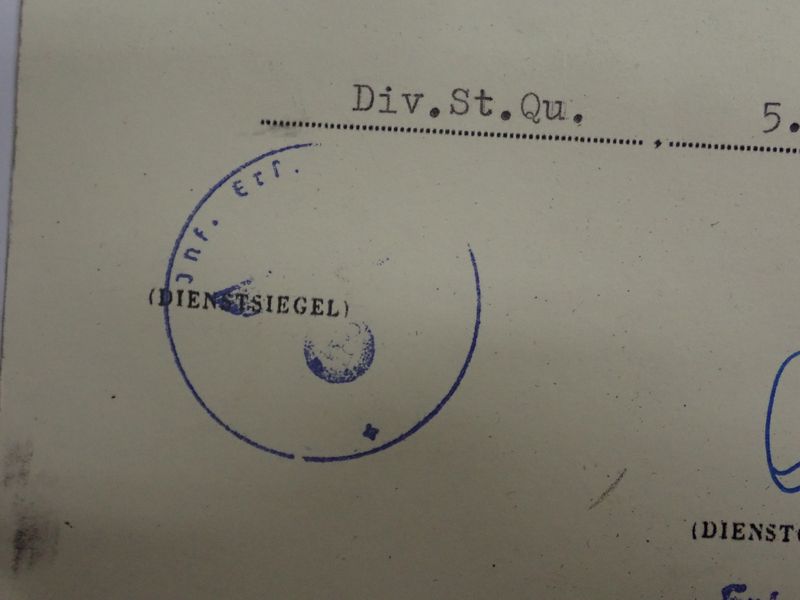 Div.St.Qu. , 5.
Inf. Ers.
(DIENSTSIEGEL)
(DIENST